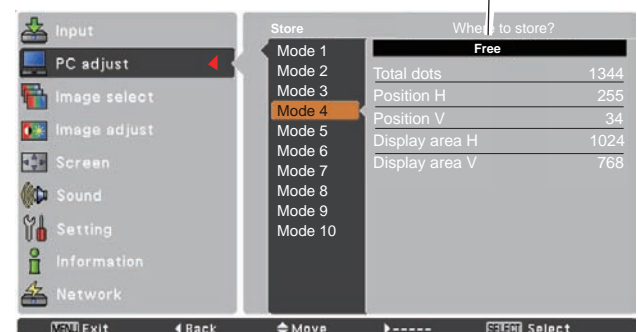 Input
PC adjust
Image select
Image adjust
Screen
Sound
Setting
Information
Network
Store
Mode 1
Mode 2
Mode 3
Mode 4
Mode 5
Mode 6
Mode 7
Mode 8
Mode 9
Mode 10
Where to store?
Free
Total dots 1344
Position H 255
Position V 34
Display area H 1024
Display area V 768
MENU Exit ◀Back Move ▶----- SELECT Select